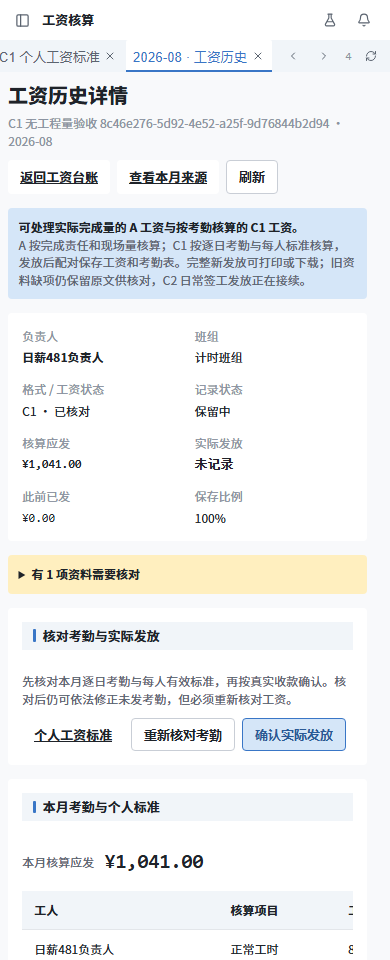 工资核算
C1 个人工资标准 ×
2026-08 · 工资历史 ×
4
工资历史详情
C1 无工程量验收 8c46e276-5d92-4e52-a25f-9d76844b2d94 ·
2026-08
返回工资台账
查看本月来源
刷新
可处理实际完成量的 A 工资与按考勤核算的 C1 工资。
A 按完成责任和现场量核算；C1 按逐日考勤与每人标准核算，
发放后配对保存工资和考勤表。完整新发放可打印或下载；旧资
料缺项仍保留原文供核对，C2 日常签工发放正在接续。
负责人
班组
日薪481负责人
计时班组
格式 / 工资状态
记录状态
C1 · 已核对
保留中
核算应发
实际发放
¥1,041.00
未记录
此前已发
保存比例
¥0.00
100%
▶ 有 1 项资料需要核对
核对考勤与实际发放
先核对本月逐日考勤与每人有效标准，再按真实收款确认。核
对后仍可依法修正未发考勤，但必须重新核对工资。
个人工资标准
重新核对考勤
确认实际发放
本月考勤与个人标准
本月核算应发 ¥1,041.00
工人
核算项目
日薪481负责人
正常工时